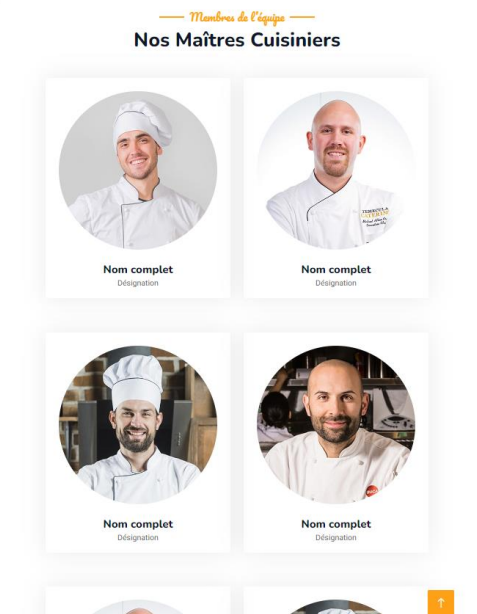 Membres de l'équipe
Nos Maîtres Cuisiniers
Nom complet
Désignation
Nom complet
Désignation
Nom complet
Désignation
Nom complet
Désignation